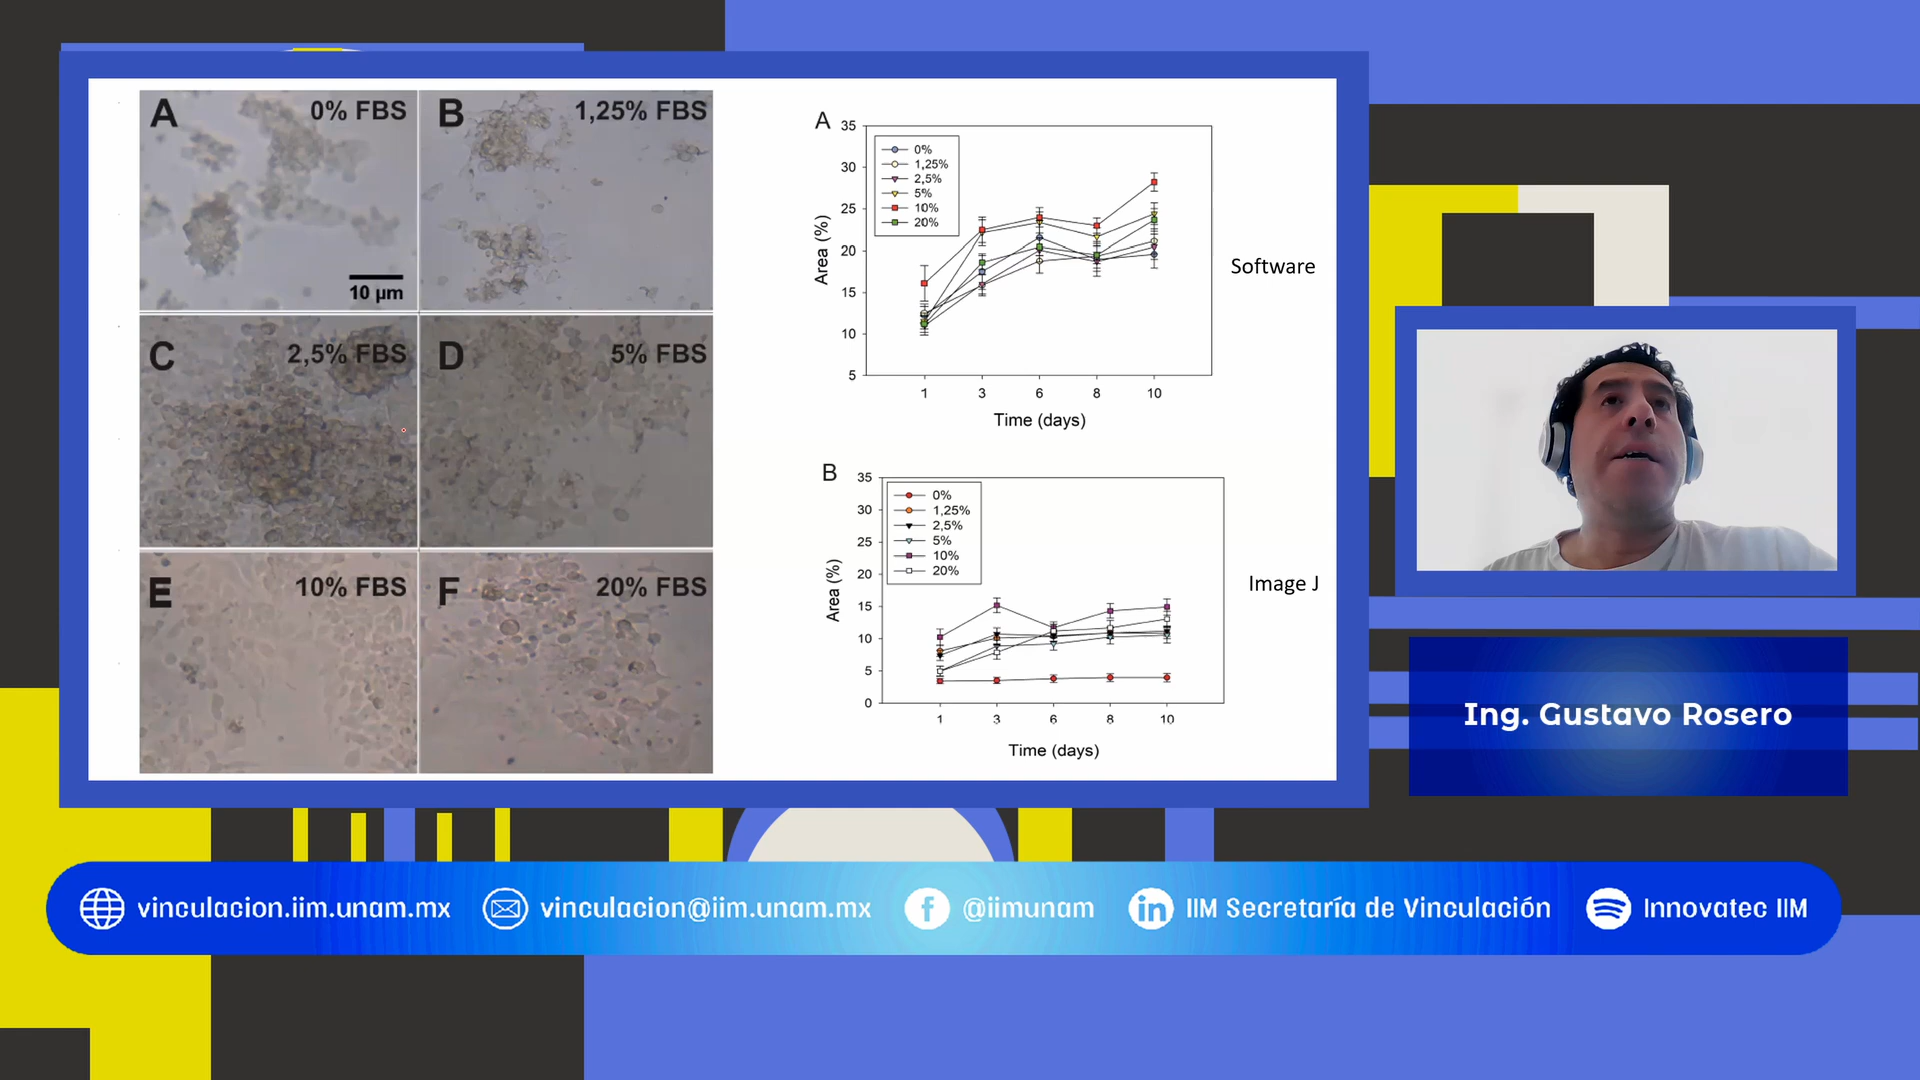 A 0% FBS
B 1,25% FBS
10 µm
C 2,5% FBS
D 5% FBS
E 10% FBS
F 20% FBS
A
35
30
25
20
15
10
5
0%
1,25%
2,5%
5%
10%
20%
Area (%)
1 3 6 8 10
Time (days)
Software
B
35
30
25
20
15
10
5
0
0%
1,25%
2,5%
5%
10%
20%
Area (%)
1 3 6 8 10
Time (days)
Image J
Ing. Gustavo Rosero
vinculacion.iim.unam.mx
vinculacion@iim.unam.mx
f @iimunam
in IIM Secretaría de Vinculación
Innovatec IIM